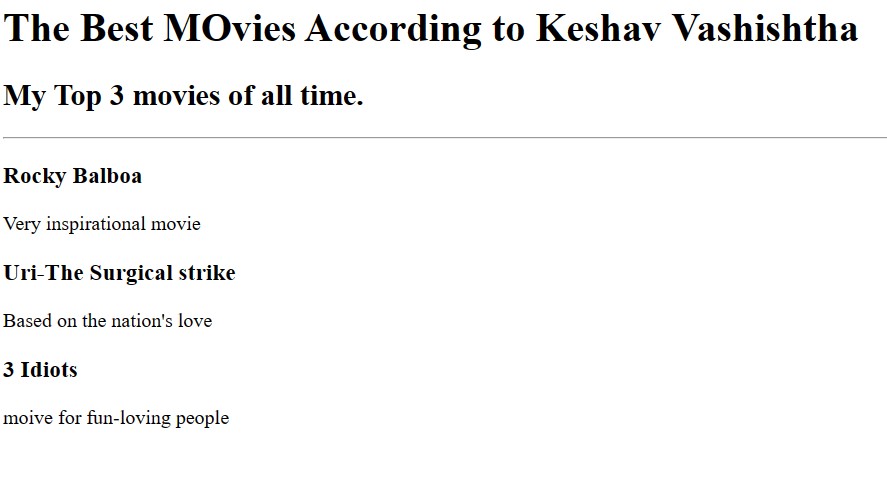 The Best MOvies According to Keshav Vashishtha
My Top 3 movies of all time.
Rocky Balboa
Very inspirational movie
Uri-The Surgical strike
Based on the nation's love
3 Idiots
moive for fun-loving people